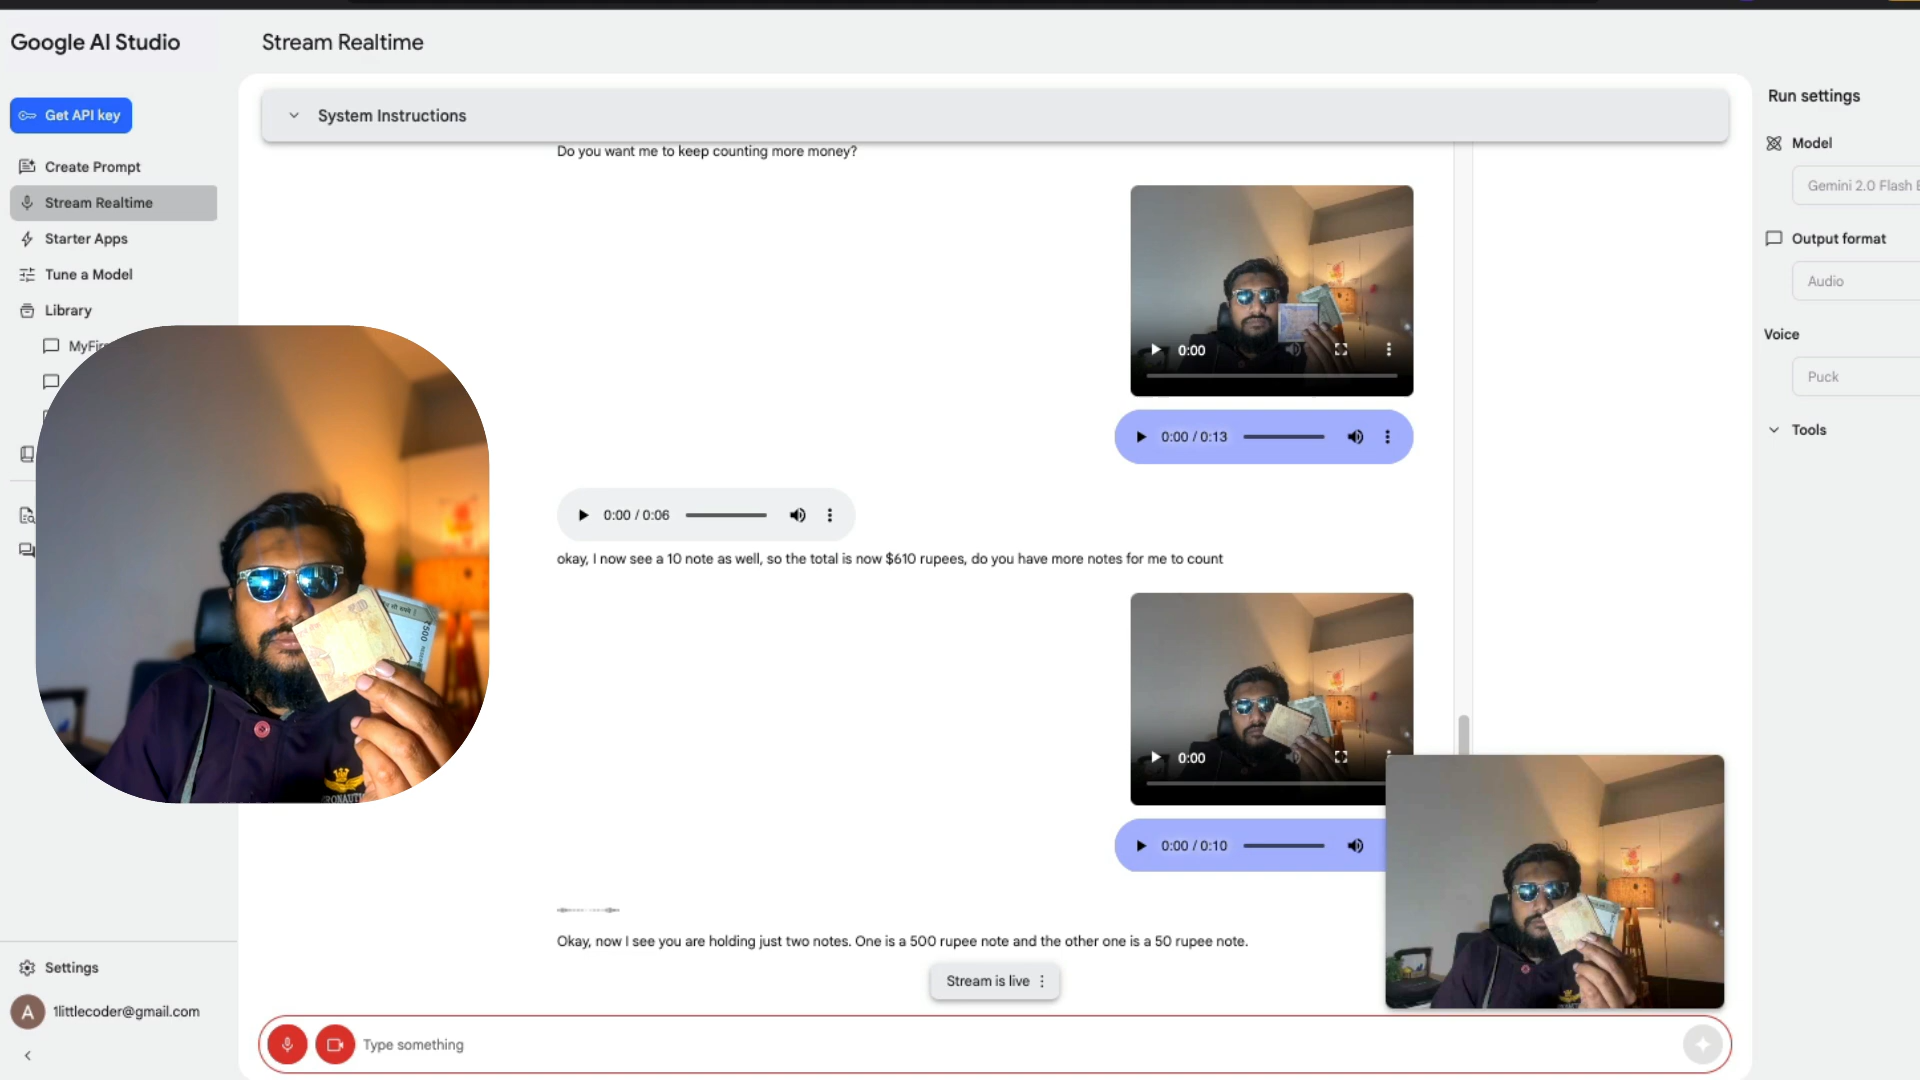 Google AI Studio
Stream Realtime
Get API key
Create Prompt
Stream Realtime
Starter Apps
Tune a Model
Library
Settings
A
1littlecoder@gmail.com
System Instructions
Do you want me to keep counting more money?
0:00
0:00 / 0:13
0:00 / 0:06
okay, I now see a 10 note as well, so the total is now $610 rupees, do you have more notes for me to count
0:00
0:00 / 0:10
Okay, now I see you are holding just two notes. One is a 500 rupee note and the other one is a 50 rupee note.
Stream is live
Type something
Run settings
Model
Gemini 2.0 Flash
Output format
Audio
Voice
Puck
Tools
₹500